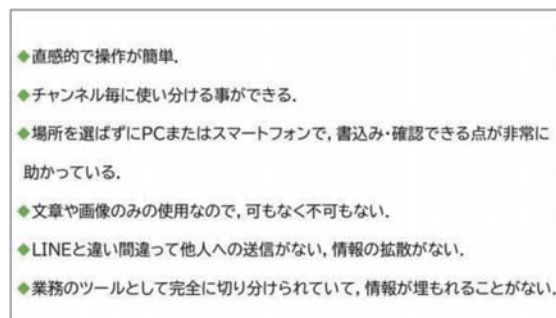 ◆直感的で操作が簡単.
◆チャンネル毎に使い分ける事ができる.
◆場所を選ばずにPCまたはスマートフォンで,書込み・確認できる点が非常に
助かっている.
◆文章や画像のみの使用なので,可もなく不可もない.
◆LINEと違い間違って他人への送信がない,情報の拡散がない.
◆業務のツールとして完全に切り分けられていて,情報が埋もれることがない.